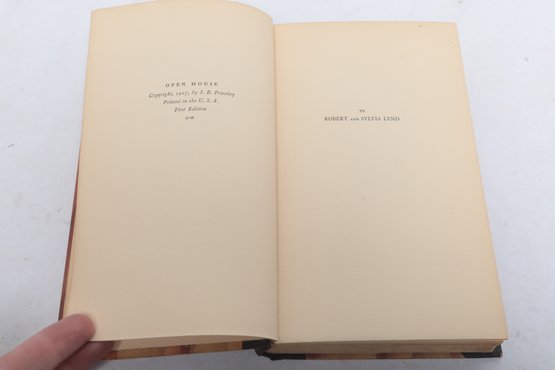 OPEN HOUSE
Copyright, 1927, by J. B. Priestley
Printed in the U. S. A.
First Edition
TO
ROBERT AND SYLVIA LYND